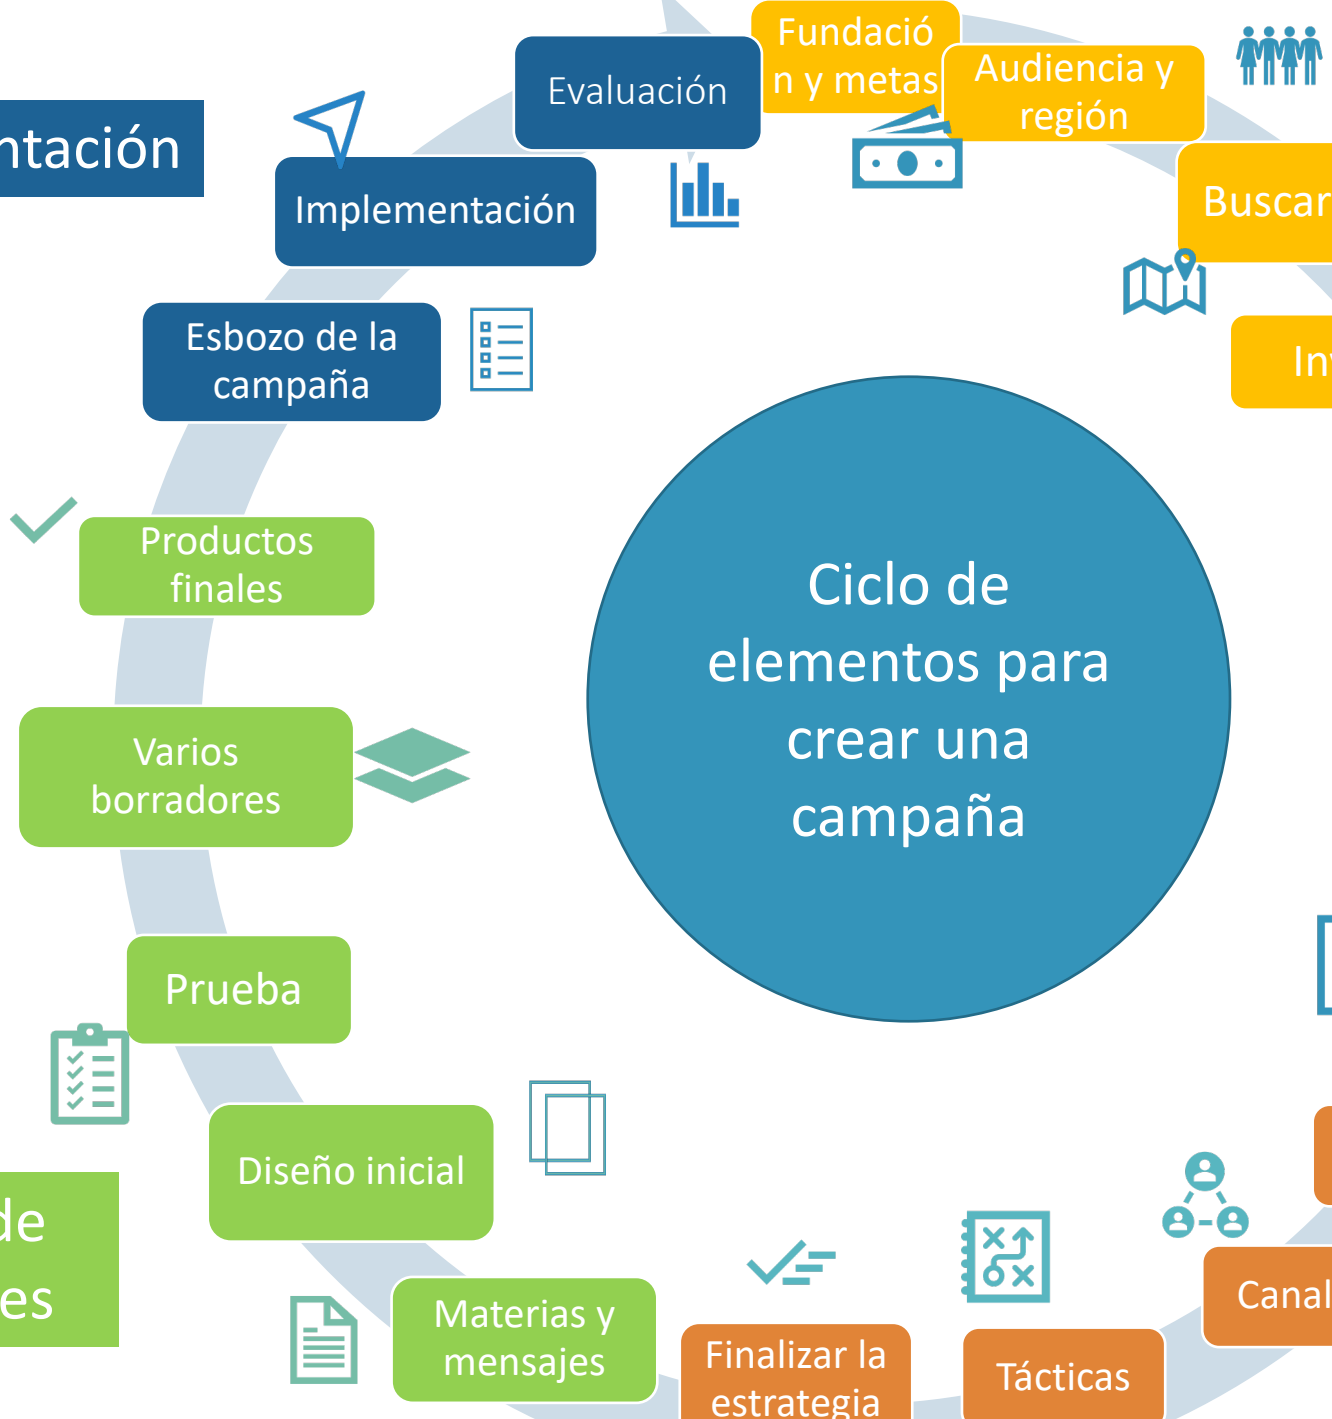 Fundació
n y metas
Audiencia y
región
Buscar
Evaluación
ntación
Implementación
Esbozo de la
campaña
Productos
finales
Ciclo de
elementos para
crear una
campaña
Varios
borradores
Prueba
Diseño inicial
de
es
Materias y
mensajes
Finalizar la
estrategia
Tácticas
Canal